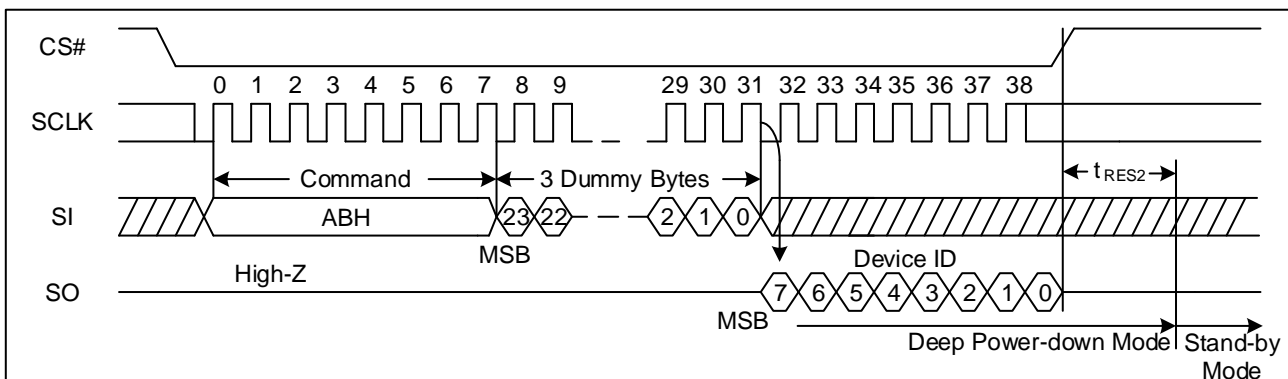 CS#
0 1 2 3 4 5 6 7 8 9 29 30 31 32 33 34 35 36 37 38
SCLK
Command 3 Dummy Bytes tRES2
SI ABH 23 22 2 1 0
MSB
High-Z Device ID
SO 7 6 5 4 3 2 1 0
MSB
Deep Power-down Mode Stand-by
Mode